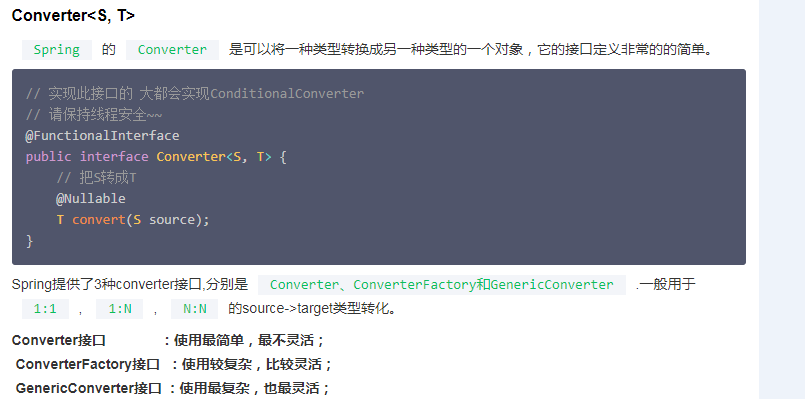 Converter<S, T>
Spring 的 Converter 是可以将一种类型转换成另一种类型的一个对象，它的接口定义非常的的简单。
// 实现此接口的 大都会实现ConditionalConverter
// 请保持线程安全~~
@FunctionalInterface
public interface Converter<S, T> {
    // 把S转成T
    @Nullable
    T convert(S source);
}
Spring提供了3种converter接口,分别是 Converter、ConverterFactory和GenericConverter .一般用于
1:1 , 1:N , N:N 的source->target类型转化。
Converter接口 ：使用最简单，最不灵活；
ConverterFactory接口 ：使用较复杂，比较灵活；
GenericConverter接口 ：使用最复杂，也最灵活；